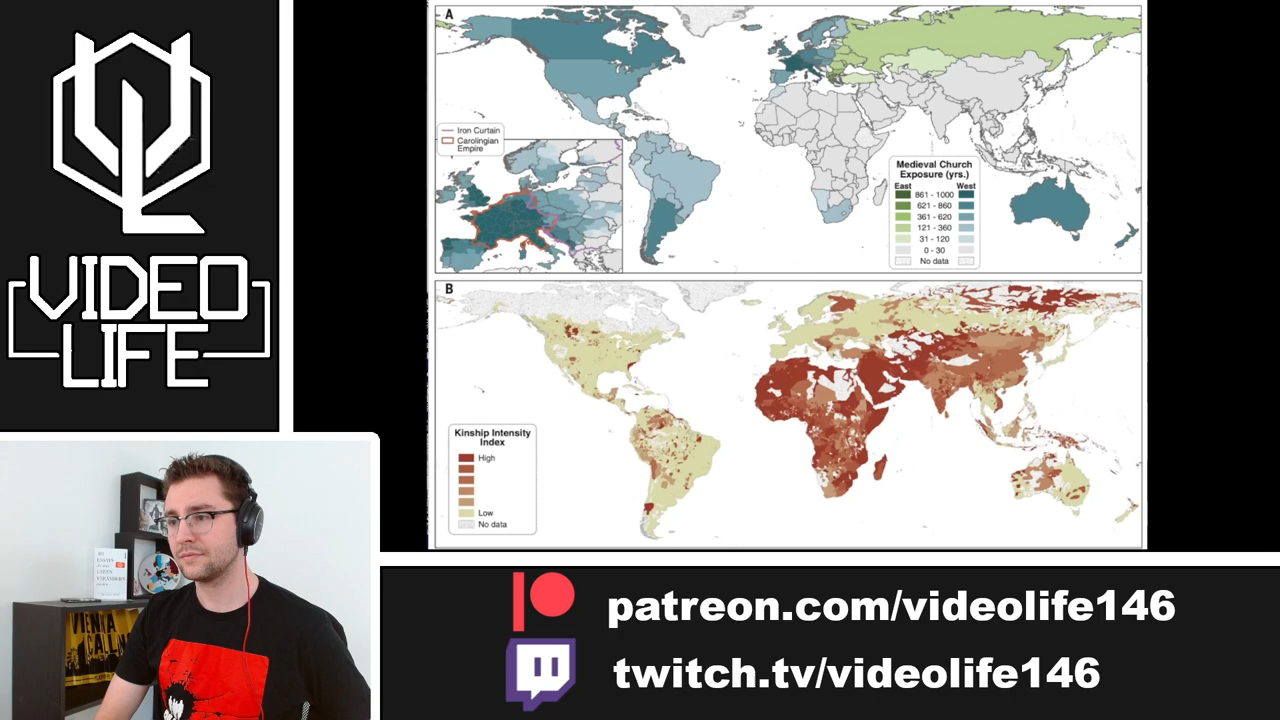 VIDEO
LIFE
A
Iron Curtain
Carolingian
Empire
Medieval Church
Exposure (yrs.)
East West
861 - 1000
621 - 860
361 - 620
121 - 360
31 - 120
0 - 30
No data
B
Kinship Intensity
Index
High
Low
No data
VIENNA
CALLING
patreon.com/videolife146
twitch.tv/videolife146